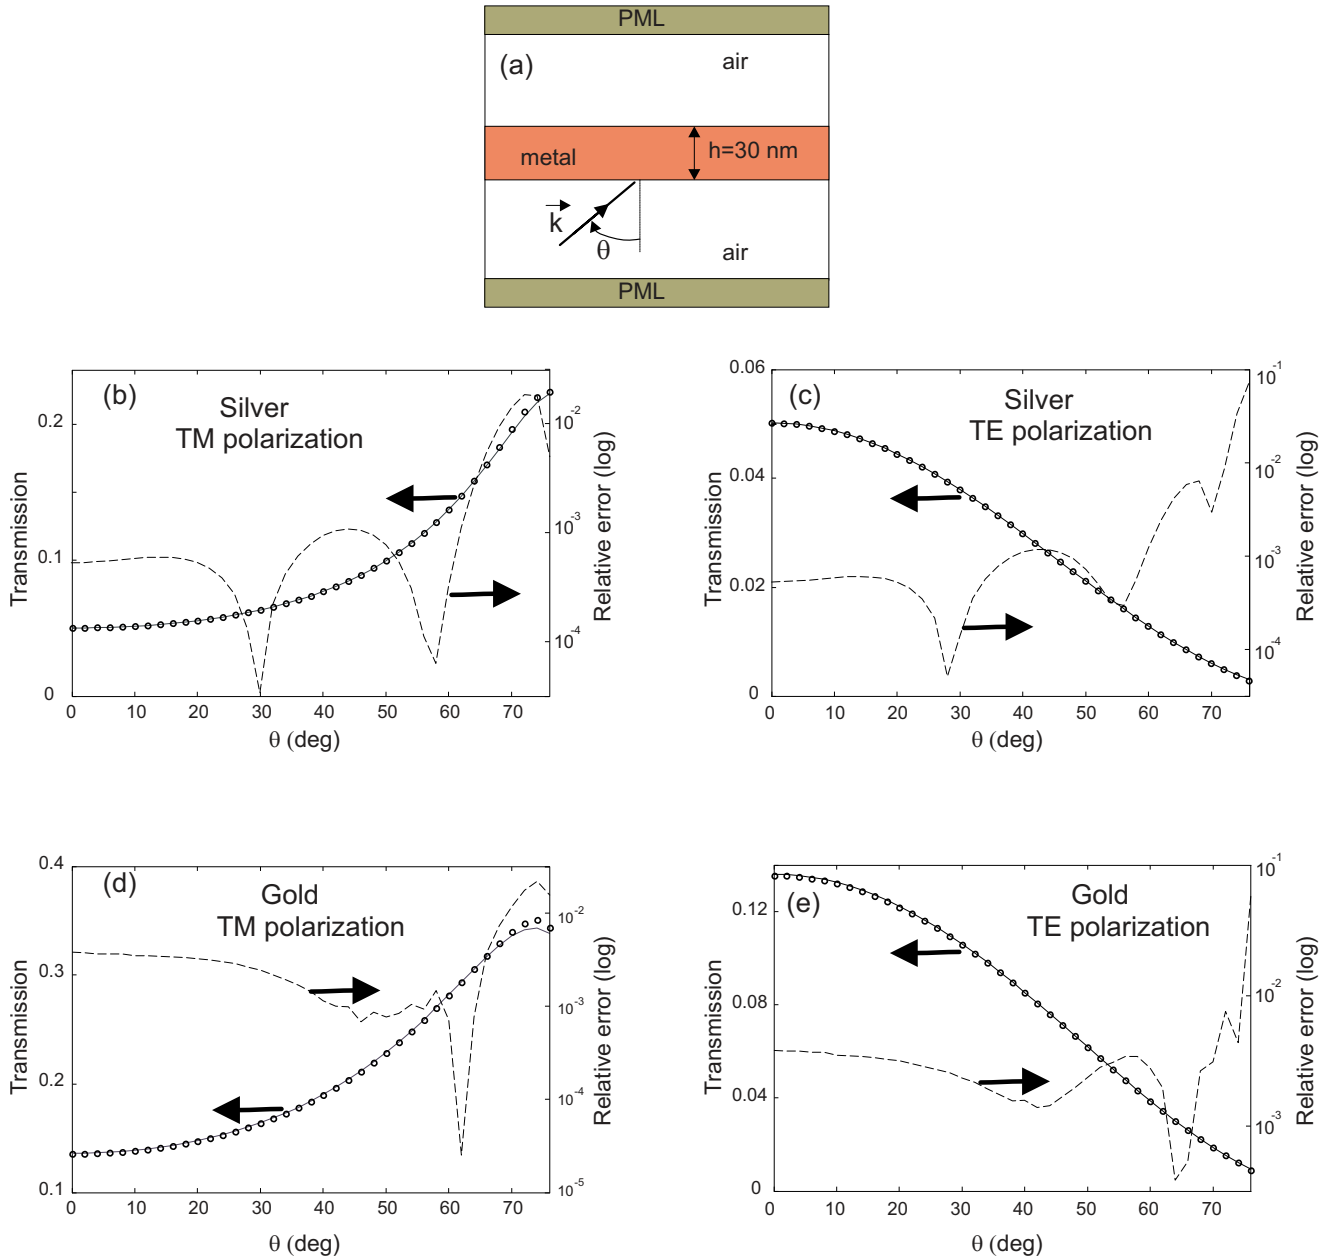 PML
(a)
air
metal
h=30 nm
k
θ
air
PML
(b)
Silver
TM polarization
Transmission
0.2
0.1
0
0 10 20 30 40 50 60 70
θ (deg)
10-2
10-3
10-4
Relative error (log)
(c)
Silver
TE polarization
Transmission
0.06
0.04
0.02
0
0 10 20 30 40 50 60 70
θ (deg)
10-1
10-2
10-3
10-4
Relative error (log)
(d)
Gold
TM polarization
Transmission
0.4
0.3
0.2
0.1
0 10 20 30 40 50 60 70
θ (deg)
10-2
10-3
10-4
10-5
Relative error (log)
(e)
Gold
TE polarization
Transmission
0.12
0.08
0.04
0
0 10 20 30 40 50 60 70
θ (deg)
10-1
10-2
10-3
Relative error (log)